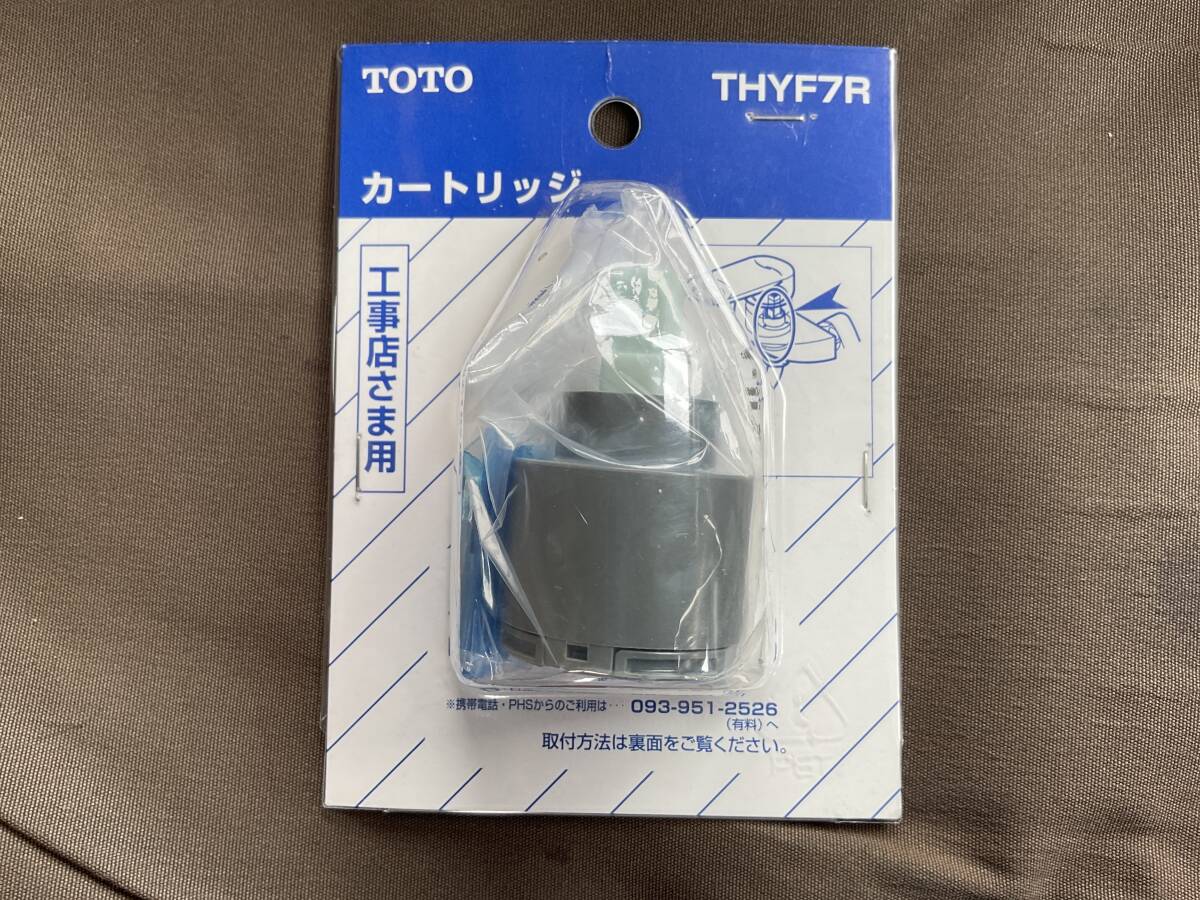 TOTO
THYF7R
カートリッジ
工事店さま用
※携帯電話・PHSからのご利用は・・・ 093-951-2526
(有料)へ
取付方法は裏面をご覧ください。
PET